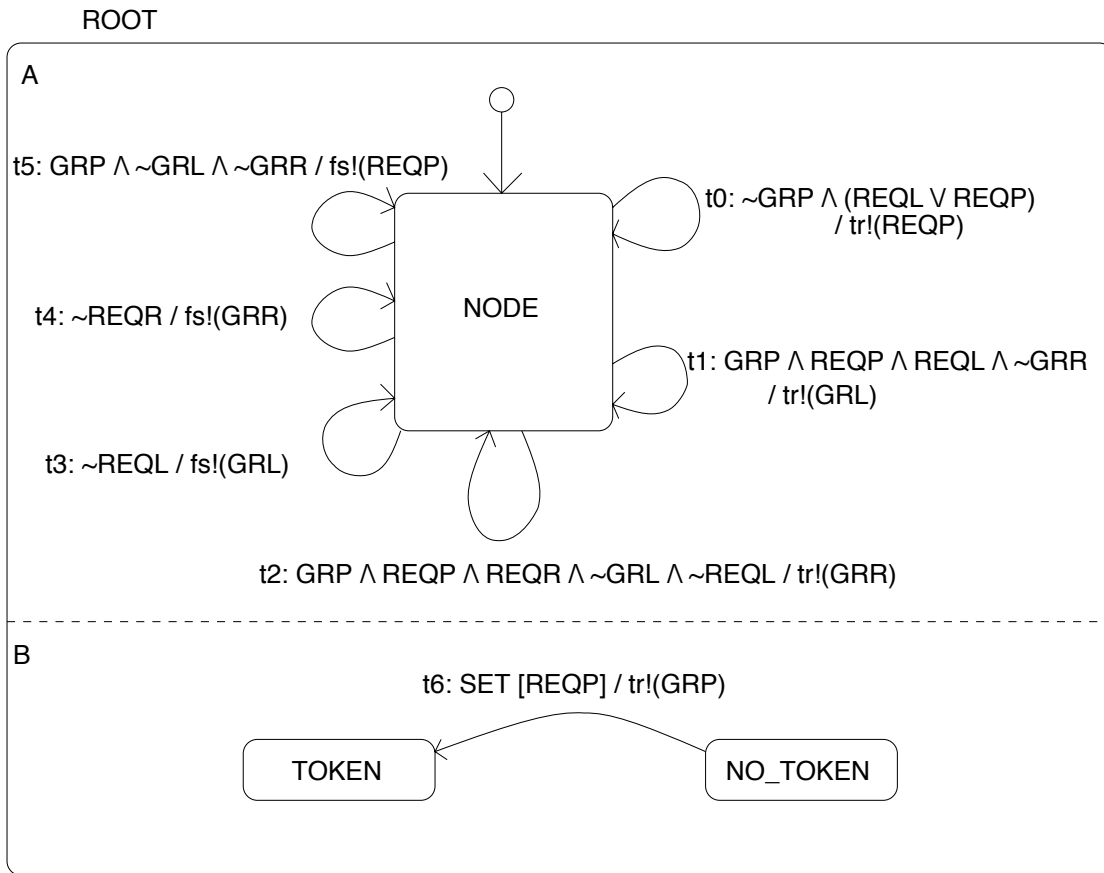 ROOT
A
t5: GRP /\ ~GRL /\ ~GRR / fs!(REQP)
t0: ~GRP /\ (REQL \/ REQP)
/ tr!(REQP)
t4: ~REQR / fs!(GRR)
NODE
t1: GRP /\ REQP /\ REQL /\ ~GRR
/ tr!(GRL)
t3: ~REQL / fs!(GRL)
t2: GRP /\ REQP /\ REQR /\ ~GRL /\ ~REQL / tr!(GRR)
B
t6: SET [REQP] / tr!(GRP)
TOKEN
NO_TOKEN